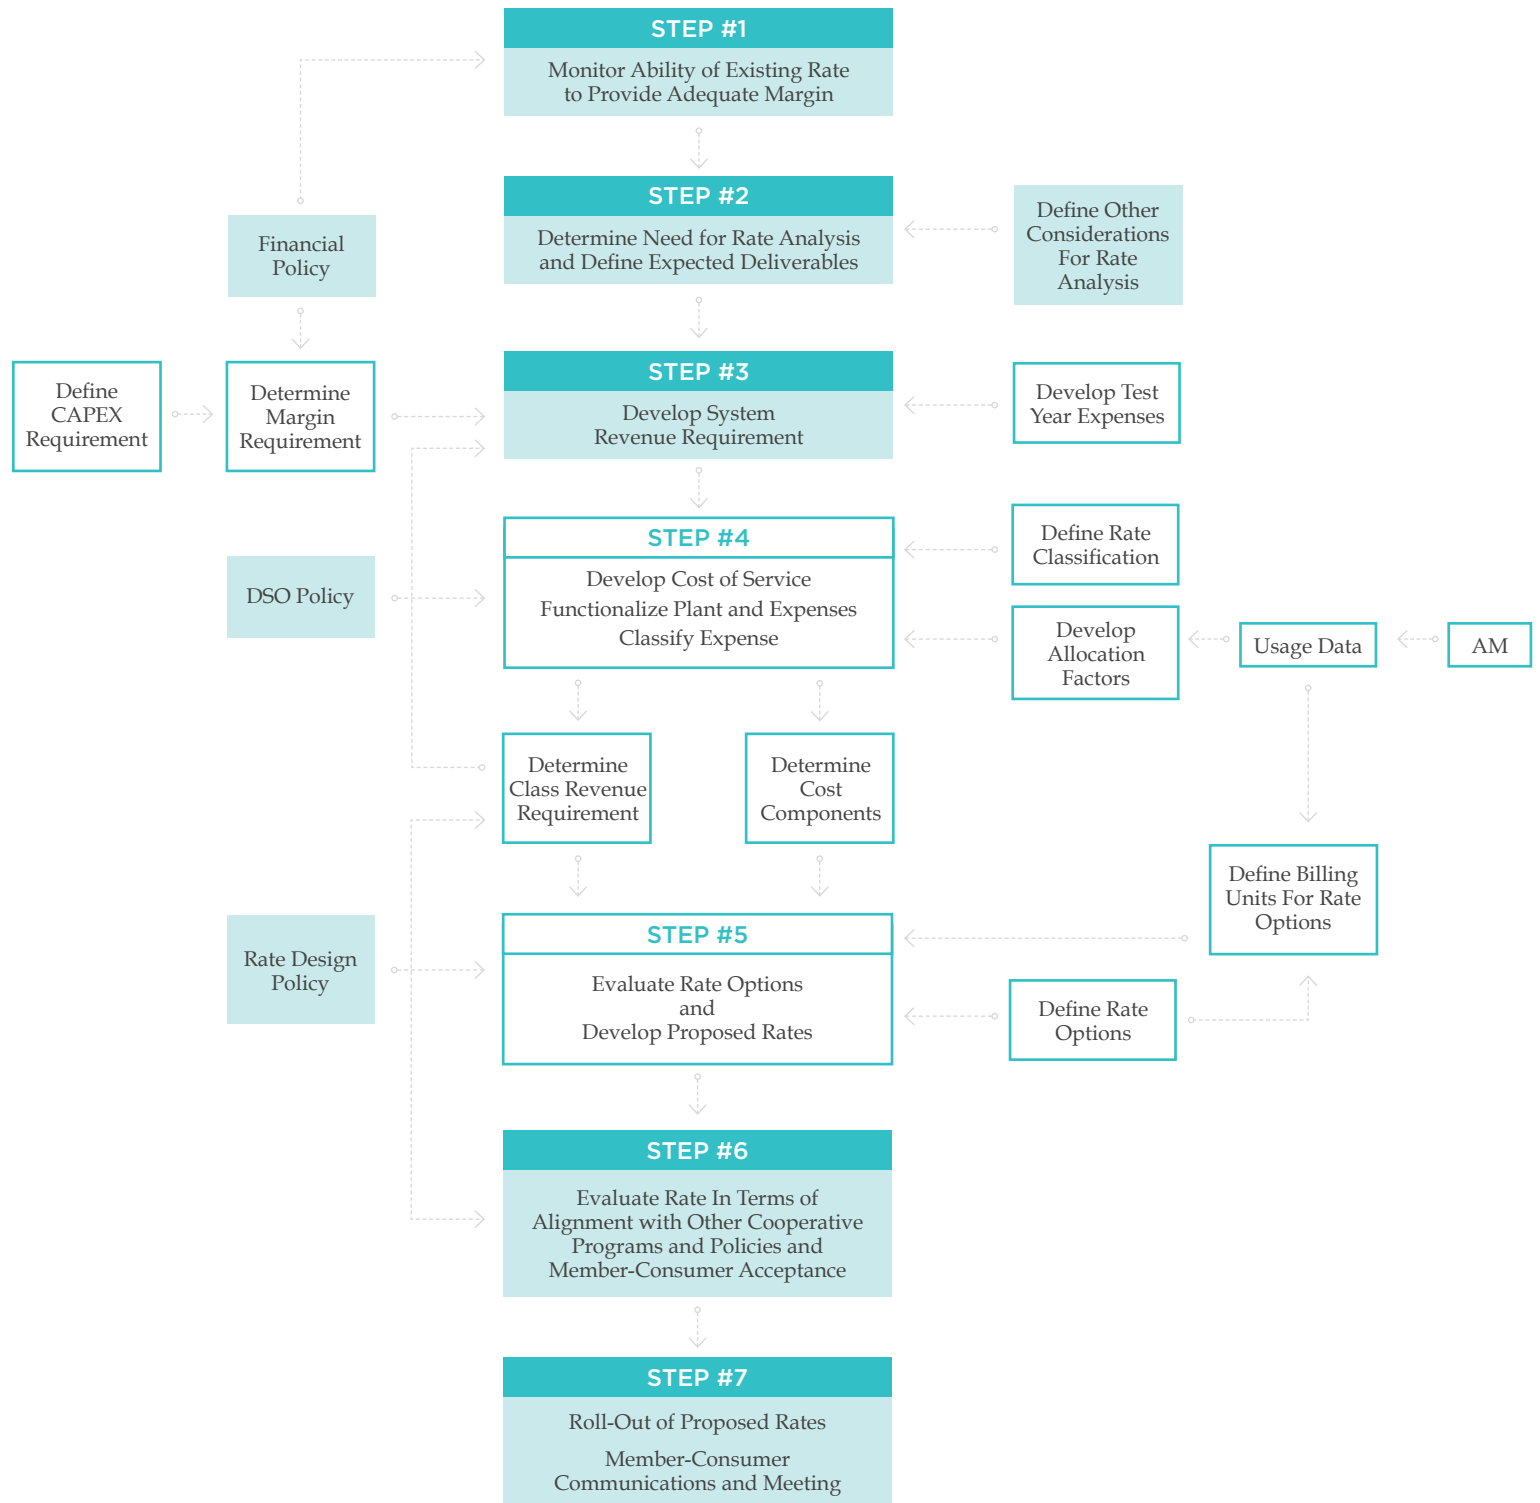 STEP #1
Monitor Ability of Existing Rate
to Provide Adequate Margin
STEP #2
Determine Need for Rate Analysis
and Define Expected Deliverables
Define Other
Considerations
For Rate
Analysis
Financial
Policy
STEP #3
Develop System
Revenue Requirement
Define
CAPEX
Requirement
Determine
Margin
Requirement
Develop Test
Year Expenses
STEP #4
Develop Cost of Service
Functionalize Plant and Expenses
Classify Expense
Define Rate
Classification
DSO Policy
Develop
Allocation
Factors
Usage Data
AM
Determine
Class Revenue
Requirement
Determine
Cost
Components
Define Billing
Units For Rate
Options
Rate Design
Policy
STEP #5
Evaluate Rate Options
and
Develop Proposed Rates
Define Rate
Options
STEP #6
Evaluate Rate In Terms of
Alignment with Other Cooperative
Programs and Policies and
Member-Consumer Acceptance
STEP #7
Roll-Out of Proposed Rates
Member-Consumer
Communications and Meeting